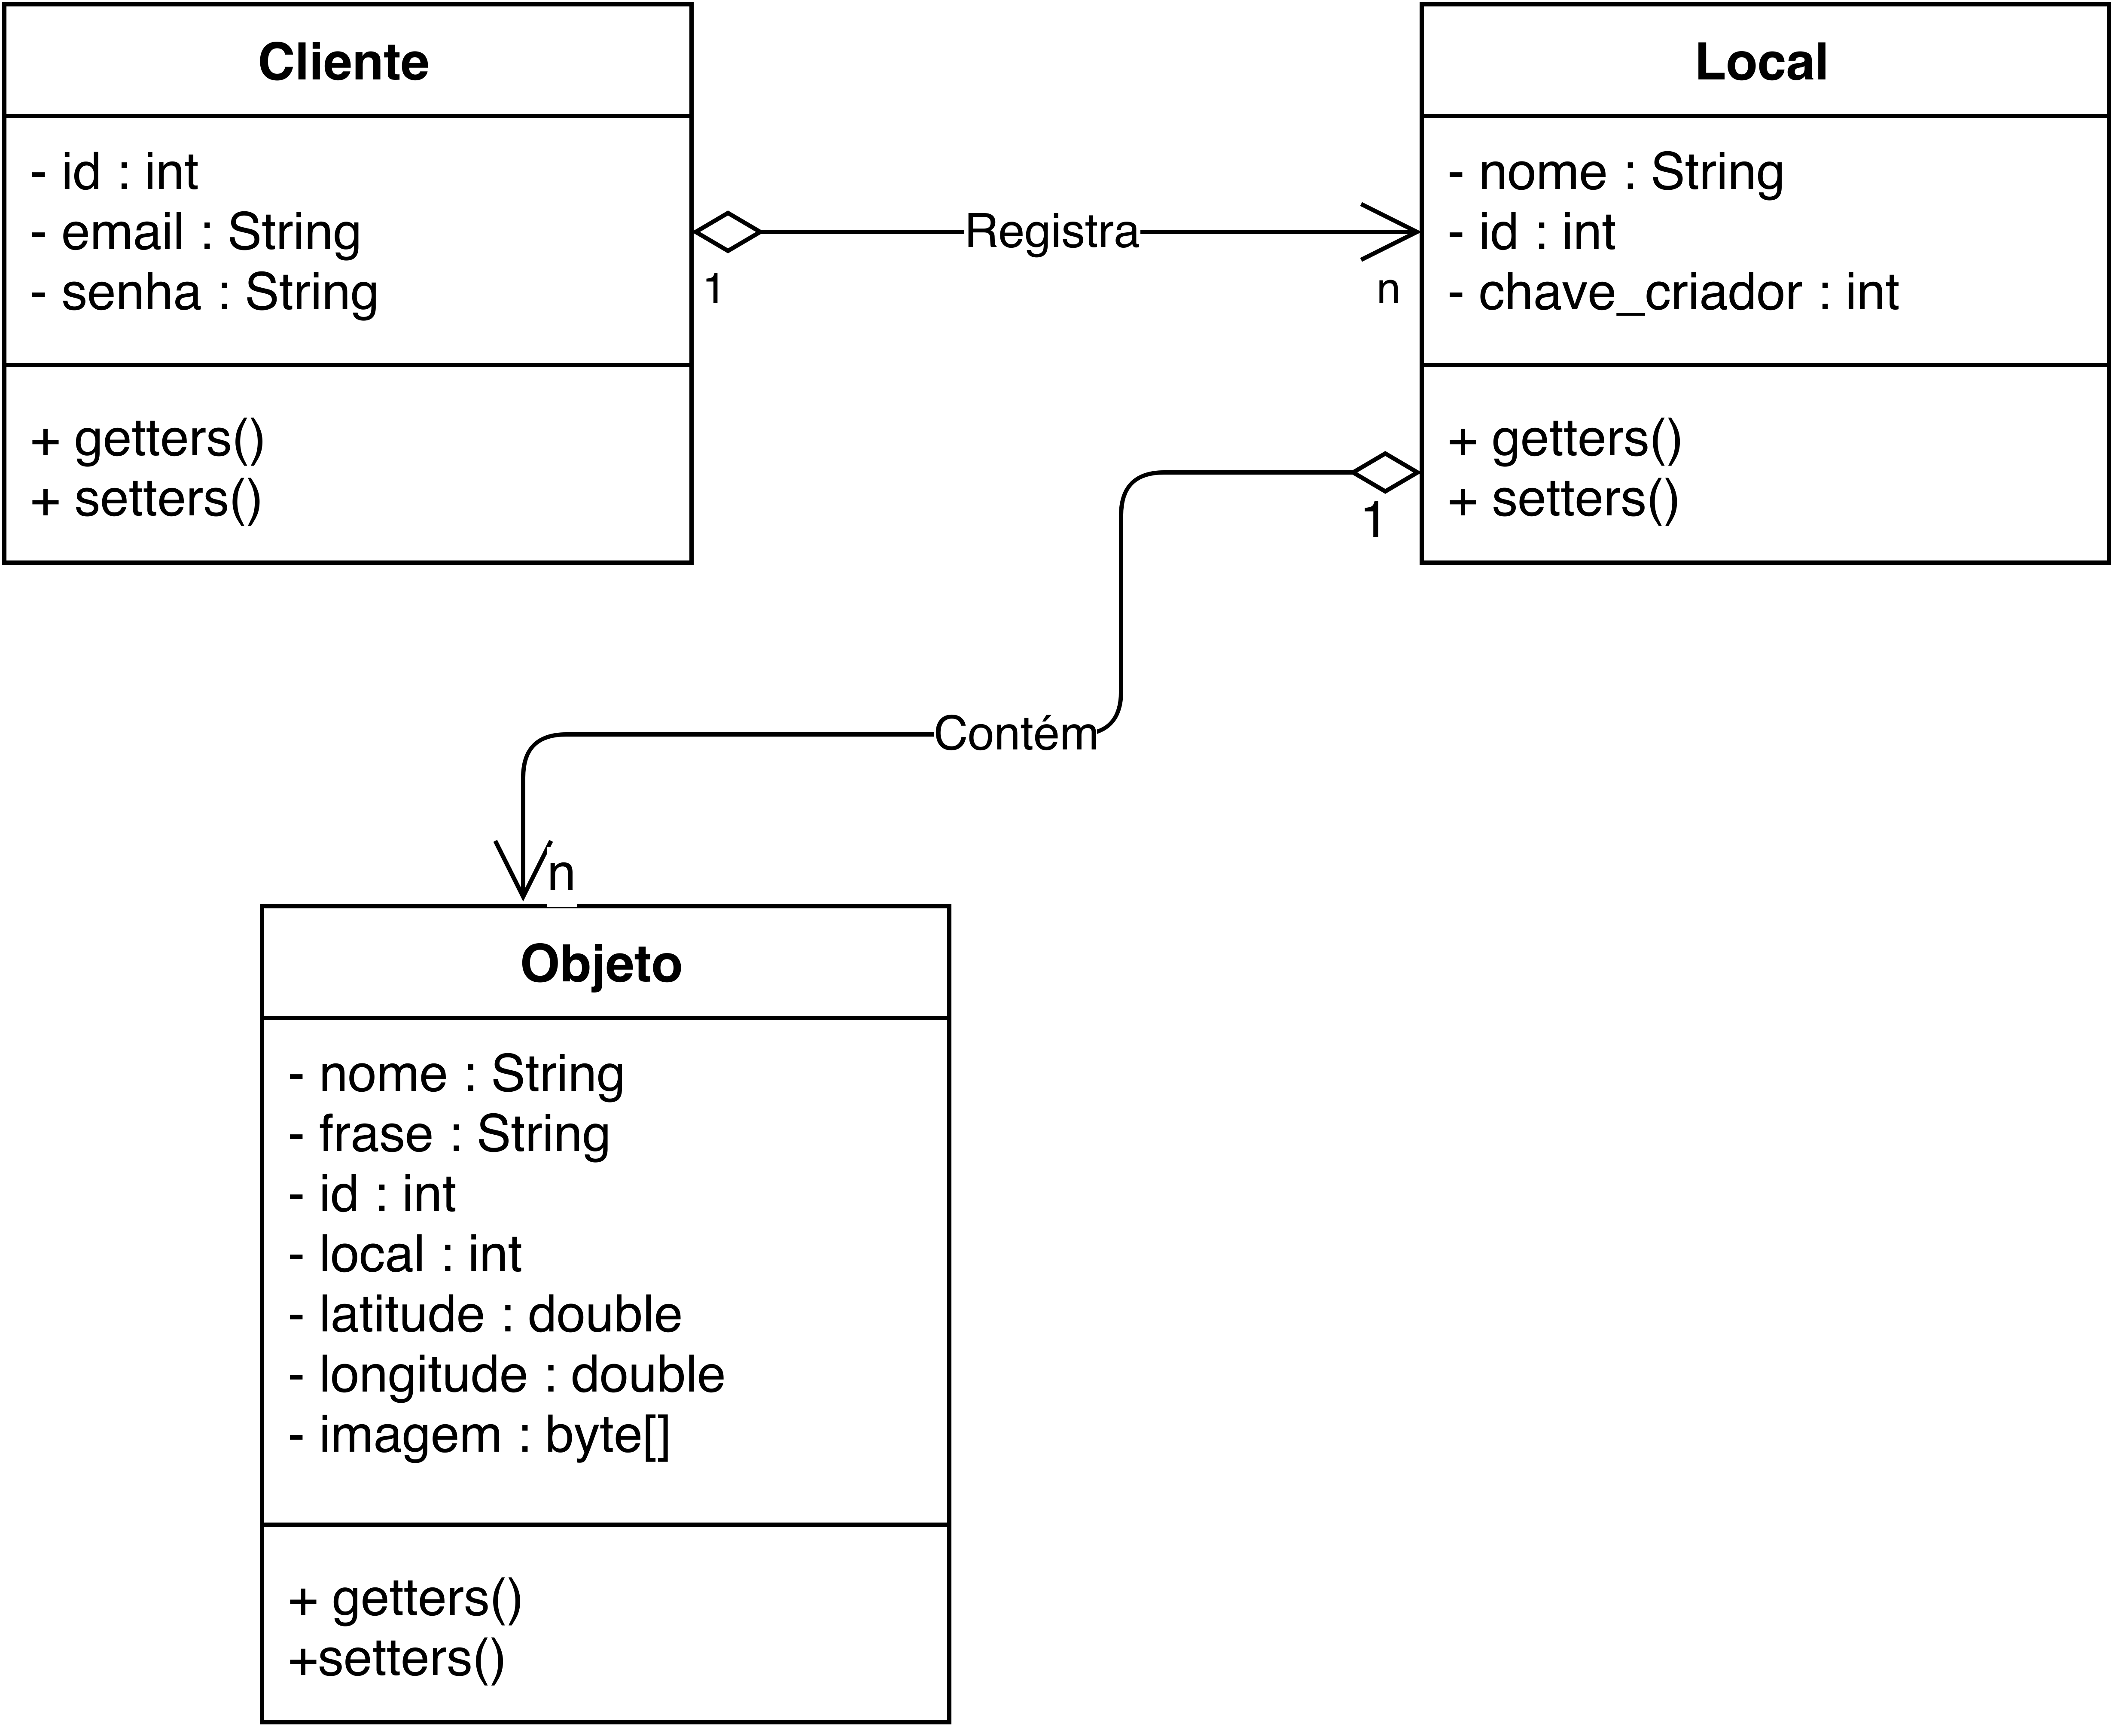 Cliente
- id : int
- email : String
- senha : String
+ getters()
+ setters()
1
Registra
n
Local
- nome : String
- id : int
- chave_criador : int
+ getters()
+ setters()
1
Contém
n
Objeto
- nome : String
- frase : String
- id : int
- local : int
- latitude : double
- longitude : double
- imagem : byte[]
+ getters()
+setters()